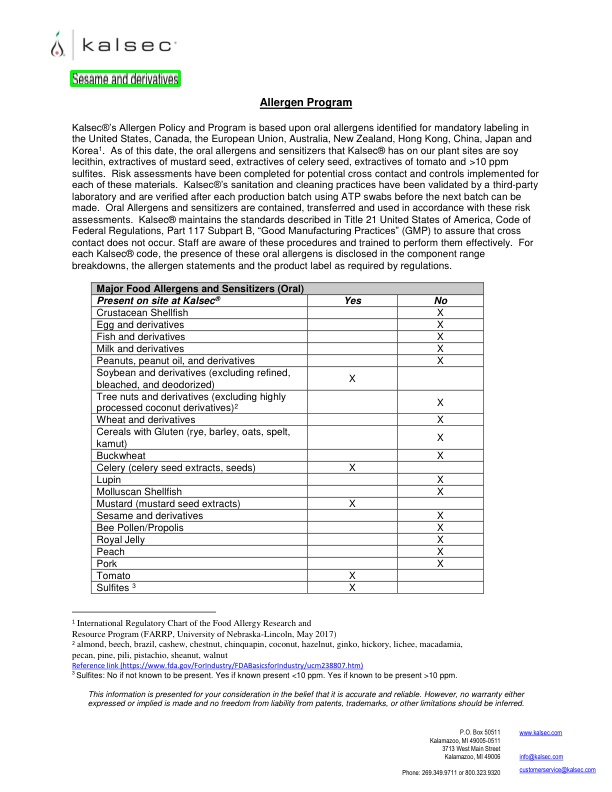 kalsec®
Sesame and derivatives
Allergen Program
Kalsec®'s Allergen Policy and Program is based upon oral allergens identified for mandatory labeling in
the United States, Canada, the European Union, Australia, New Zealand, Hong Kong, China, Japan and
Korea¹. As of this date, the oral allergens and sensitizers that Kalsec® has on our plant sites are soy
lecithin, extractives of mustard seed, extractives of celery seed, extractives of tomato and >10 ppm
sulfites. Risk assessments have been completed for potential cross contact and controls implemented for
each of these materials. Kalsec®'s sanitation and cleaning practices have been validated by a third-party
laboratory and are verified after each production batch using ATP swabs before the next batch can be
made. Oral Allergens and sensitizers are contained, transferred and used in accordance with these risk
assessments. Kalsec® maintains the standards described in Title 21 United States of America, Code of
Federal Regulations, Part 117 Subpart B, “Good Manufacturing Practices” (GMP) to assure that cross
contact does not occur. Staff are aware of these procedures and trained to perform them effectively. For
each Kalsec® code, the presence of these oral allergens is disclosed in the component range
breakdowns, the allergen statements and the product label as required by regulations.
Major Food Allergens and Sensitizers (Oral)
Present on site at Kalsec® Yes No
Crustacean Shellfish X
Egg and derivatives X
Fish and derivatives X
Milk and derivatives X
Peanuts, peanut oil, and derivatives X
Soybean and derivatives (excluding refined,
bleached, and deodorized) X
Tree nuts and derivatives (excluding highly
processed coconut derivatives)² X
Wheat and derivatives X
Cereals with Gluten (rye, barley, oats, spelt,
kamut) X
Buckwheat X
Celery (celery seed extracts, seeds) X
Lupin X
Molluscan Shellfish X
Mustard (mustard seed extracts) X
Sesame and derivatives X
Bee Pollen/Propolis X
Royal Jelly X
Peach X
Pork X
Tomato X
Sulfites ³ X
¹ International Regulatory Chart of the Food Allergy Research and
Resource Program (FARRP, University of Nebraska-Lincoln, May 2017)
² almond, beech, brazil, cashew, chestnut, chinquapin, coconut, hazelnut, ginko, hickory, lichee, macadamia,
pecan, pine, pili, pistachio, sheanut, walnut
Reference link (https://www.fda.gov/ForIndustry/FDABasicsforIndustry/ucm238807.htm)
³ Sulfites: No if not known to be present. Yes if known present <10 ppm. Yes if known present >10 ppm.
This information is presented for your consideration in the belief that it is accurate and reliable. However, no warranty either
expressed or implied is made and no freedom from liability from patents, trademarks, or other limitations should be inferred.
P.O. Box 50511 www.kalsec.com
Kalamazoo, MI 49005-0511
3713 West Main Street
Kalamazoo, MI 49006 info@kalsec.com
Phone: 269.349.9711 or 800.323.9320 customerservice@kalsec.com